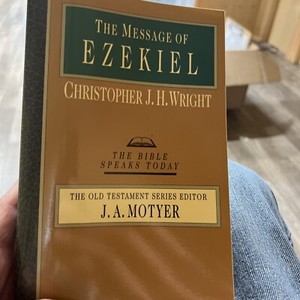 THE MESSAGE OF
EZEKIEL
CHRISTOPHER J. H. WRIGHT
THE BIBLE
SPEAKS TODAY
THE OLD TESTAMENT SERIES EDITOR
J. A. MOTYER